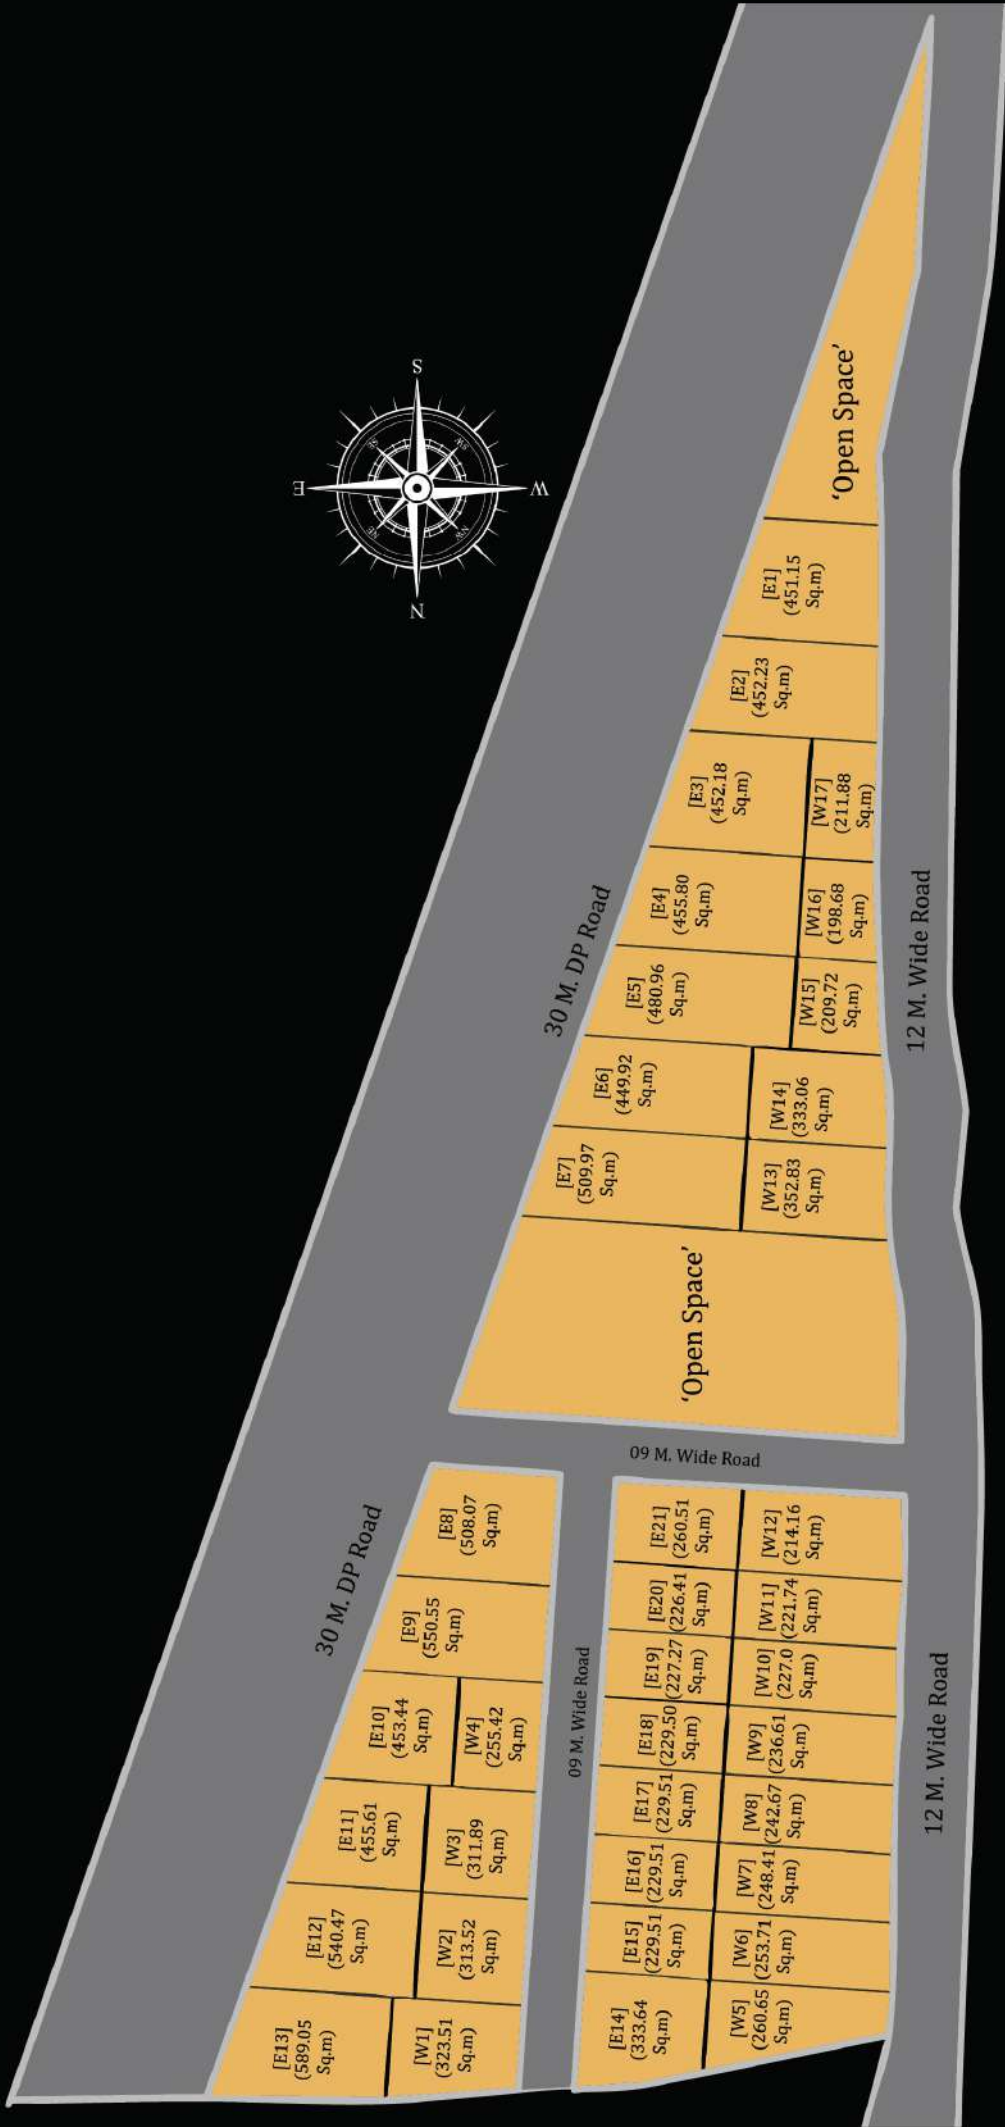 S
E
W
N
SE
SW
NE
NW
'Open Space'
[E1]
(451.15
Sq.m)
[E2]
(452.23
Sq.m)
[E3]
(452.18
Sq.m)
[W17]
(211.88
Sq.m)
[E4]
(455.80
Sq.m)
[W16]
(198.68
Sq.m)
30 M. DP Road
12 M. Wide Road
[E5]
(480.96
Sq.m)
[W15]
(209.72
Sq.m)
[E6]
(449.92
Sq.m)
[W14]
(333.06
Sq.m)
[E7]
(509.97
Sq.m)
[W13]
(352.83
Sq.m)
'Open Space'
09 M. Wide Road
30 M. DP Road
[E8]
(508.07
Sq.m)
[E9]
(550.55
Sq.m)
[E10]
(453.44
Sq.m)
[W4]
(255.42
Sq.m)
[E11]
(455.61
Sq.m)
[W3]
(311.89
Sq.m)
[E12]
(540.47
Sq.m)
[W2]
(313.52
Sq.m)
[E13]
(589.05
Sq.m)
[W1]
(323.51
Sq.m)
09 M. Wide Road
[E21]
(260.51
Sq.m)
[W12]
(214.16
Sq.m)
[E20]
(226.41
Sq.m)
[W11]
(221.74
Sq.m)
[E19]
(227.27
Sq.m)
[W10]
(227.0
Sq.m)
[E18]
(229.50
Sq.m)
[W9]
(236.61
Sq.m)
[E17]
(229.51
Sq.m)
[W8]
(242.67
Sq.m)
[E16]
(229.51
Sq.m)
[W7]
(248.41
Sq.m)
[E15]
(229.51
Sq.m)
[W6]
(253.71
Sq.m)
[E14]
(333.64
Sq.m)
[W5]
(260.65
Sq.m)
12 M. Wide Road